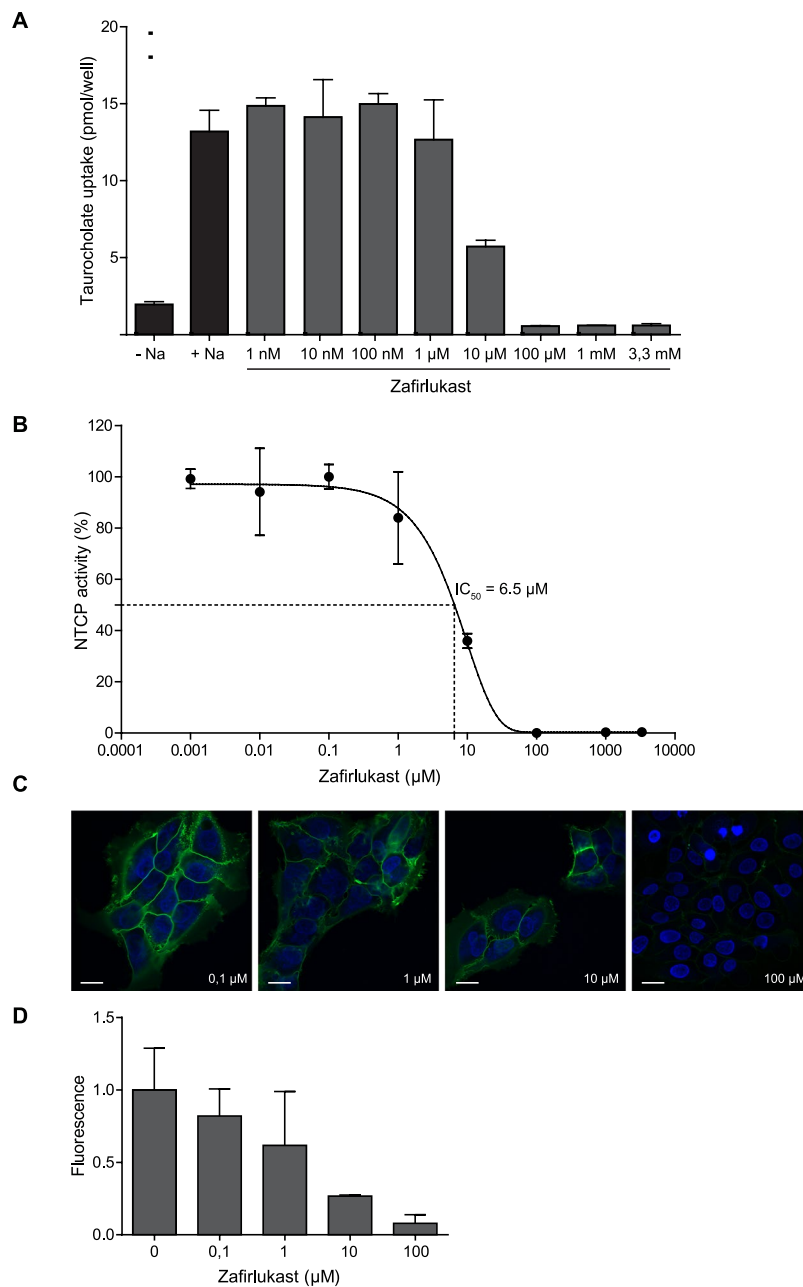 A
Taurocholate uptake (pmol/well)
20
15
10
5
- Na + Na 1 nM 10 nM 100 nM 1 µM 10 µM 100 µM 1 mM 3,3 mM
Zafirlukast
B
NTCP activity (%)
120
100
80
60
40
20
0
IC50 = 6.5 µM
0.0001 0.001 0.01 0.1 1 10 100 1000 10000
Zafirlukast (µM)
C
0,1 µM 1 µM 10 µM 100 µM
D
Fluorescence
1.5
1.0
0.5
0.0
0 0,1 1 10 100
Zafirlukast (µM)